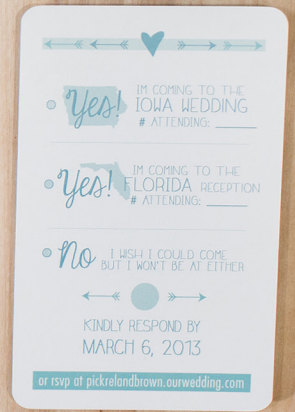 Yes!
I'M COMING TO THE
IOWA WEDDING
# ATTENDING:
Yes!
I'M COMING TO THE
FLORIDA RECEPTION
# ATTENDING:
No
I WISH I COULD COME
BUT I WON'T BE AT EITHER
KINDLY RESPOND BY
MARCH 6, 2013
or rsvp at pickrelandbrown.ourwedding.com